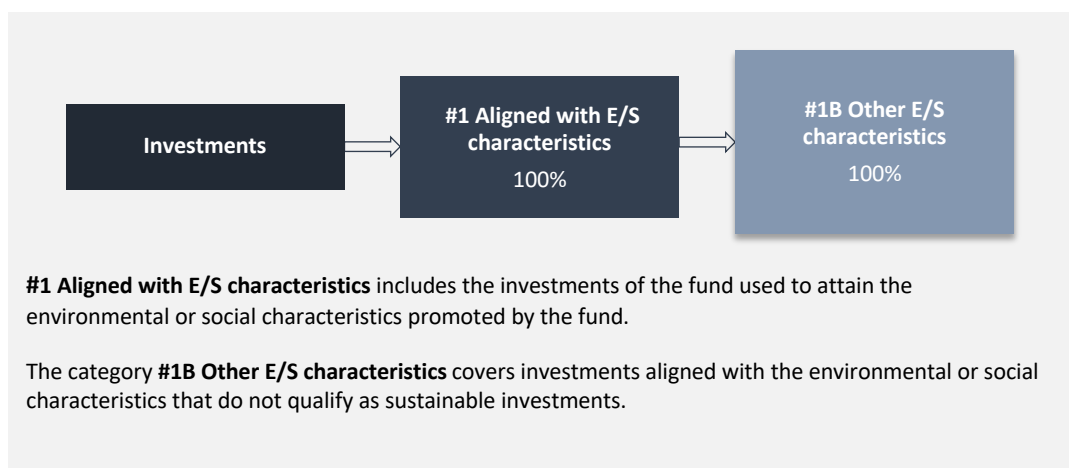 Investments
#1 Aligned with E/S
characteristics
100%
#1B Other E/S
characteristics
100%
#1 Aligned with E/S characteristics includes the investments of the fund used to attain the
environmental or social characteristics promoted by the fund.
The category #1B Other E/S characteristics covers investments aligned with the environmental or social
characteristics that do not qualify as sustainable investments.